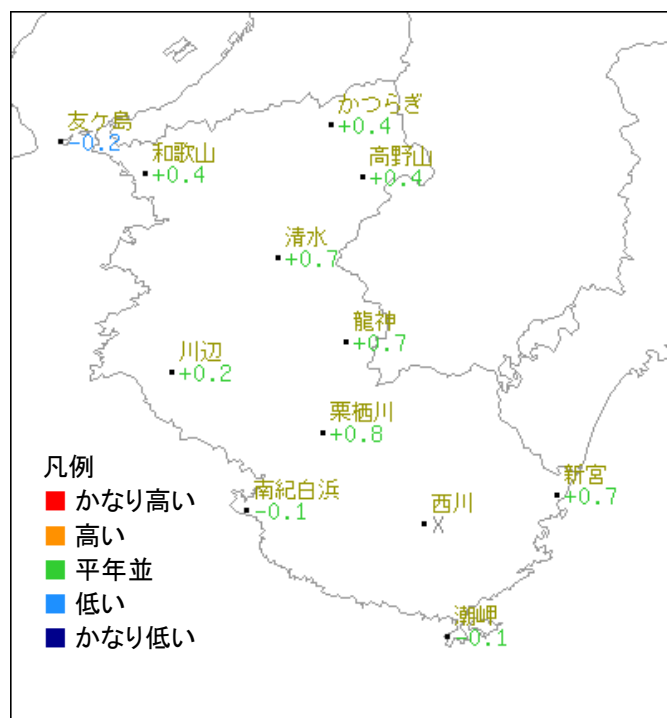 かつらぎ
+0.4
友ケ島
-0.2
和歌山
+0.4
高野山
+0.4
清水
+0.7
龍神
+0.7
川辺
+0.2
栗栖川
+0.8
凡例
かなり高い
高い
平年並
低い
かなり低い
南紀白浜
-0.1
西川
X
新宮
+0.7
潮岬
-0.1